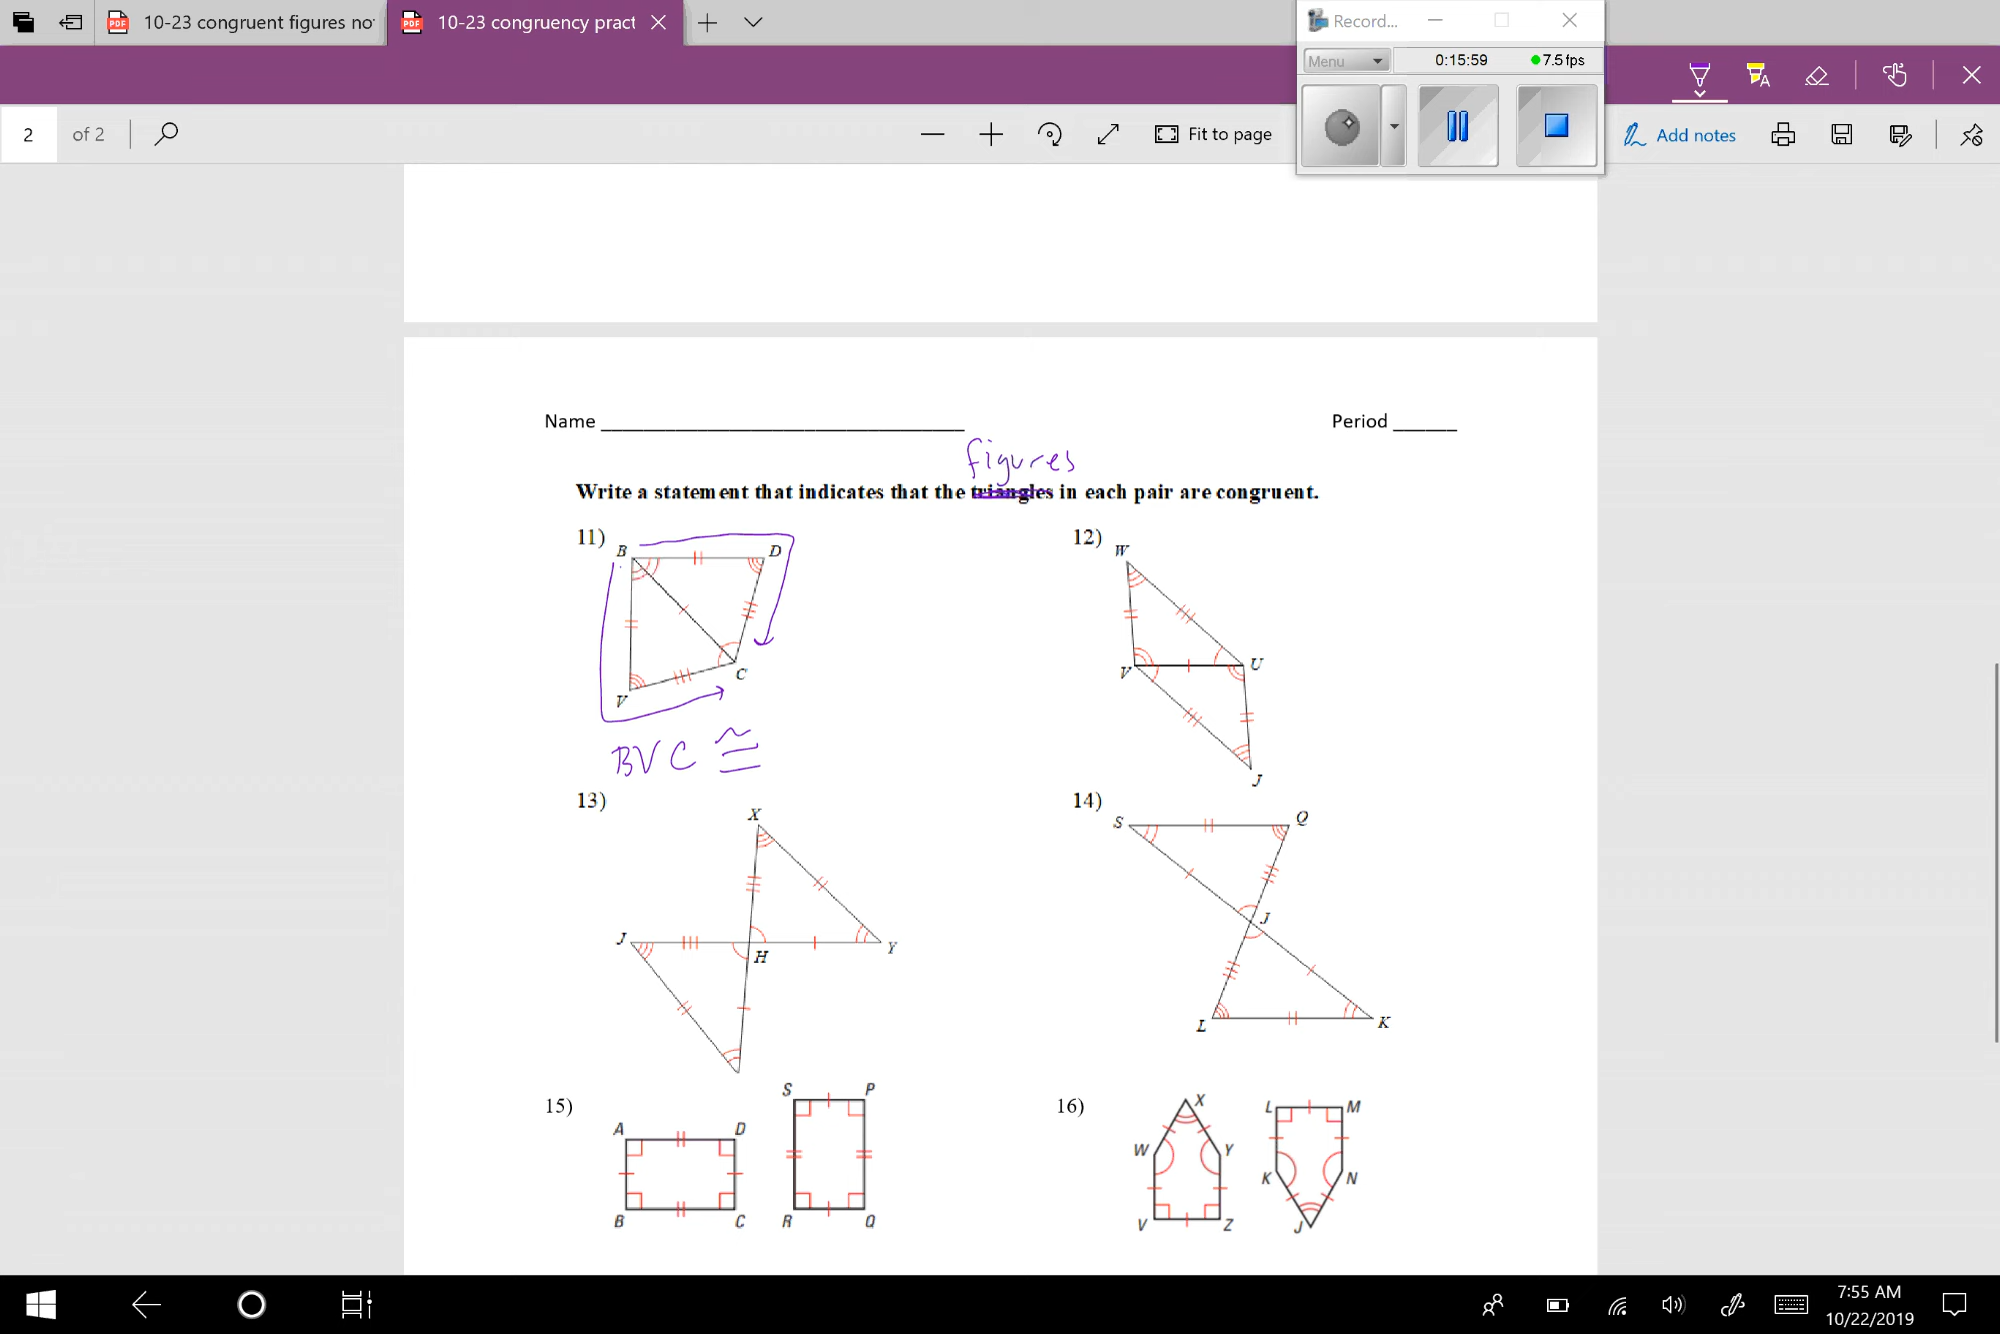 10-23 congruent figures no
10-23 congruency pract
Record...
Menu
0:15:59
7.5 fps
2
of 2
Fit to page
Add notes
Name
Period
figures
Write a statement that indicates that the triangles in each pair are congruent.
11)
B
D
C
V
BVC ≅
12)
W
V
U
J
13)
X
J
H
Y
14)
S
Q
J
L
K
15)
A
D
B
C
S
P
R
Q
16)
X
W
Y
V
Z
L
M
K
N
J
7:55 AM
10/22/2019